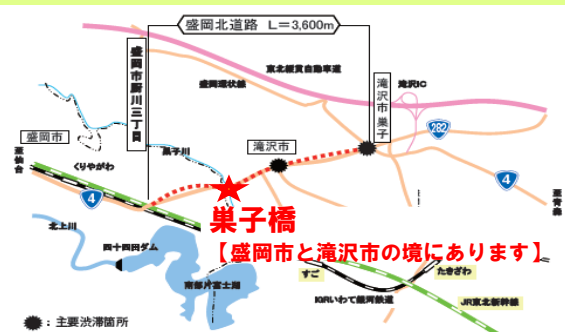 盛岡北道路 L=3,600m
盛岡市厨川三丁目
東北縦貫自動車道
盛岡環状線
滝沢IC
滝沢市巣子
盛岡市
滝沢市
282
至仙台
くりやがわ
黒子川
4
4
至青森
巣子橋
【盛岡市と滝沢市の境にあります】
北上川
四十四田ダム
南部片富士湖
すご
たきざわ
IGRいわて銀河鉄道
JR東北新幹線
:主要渋滞箇所